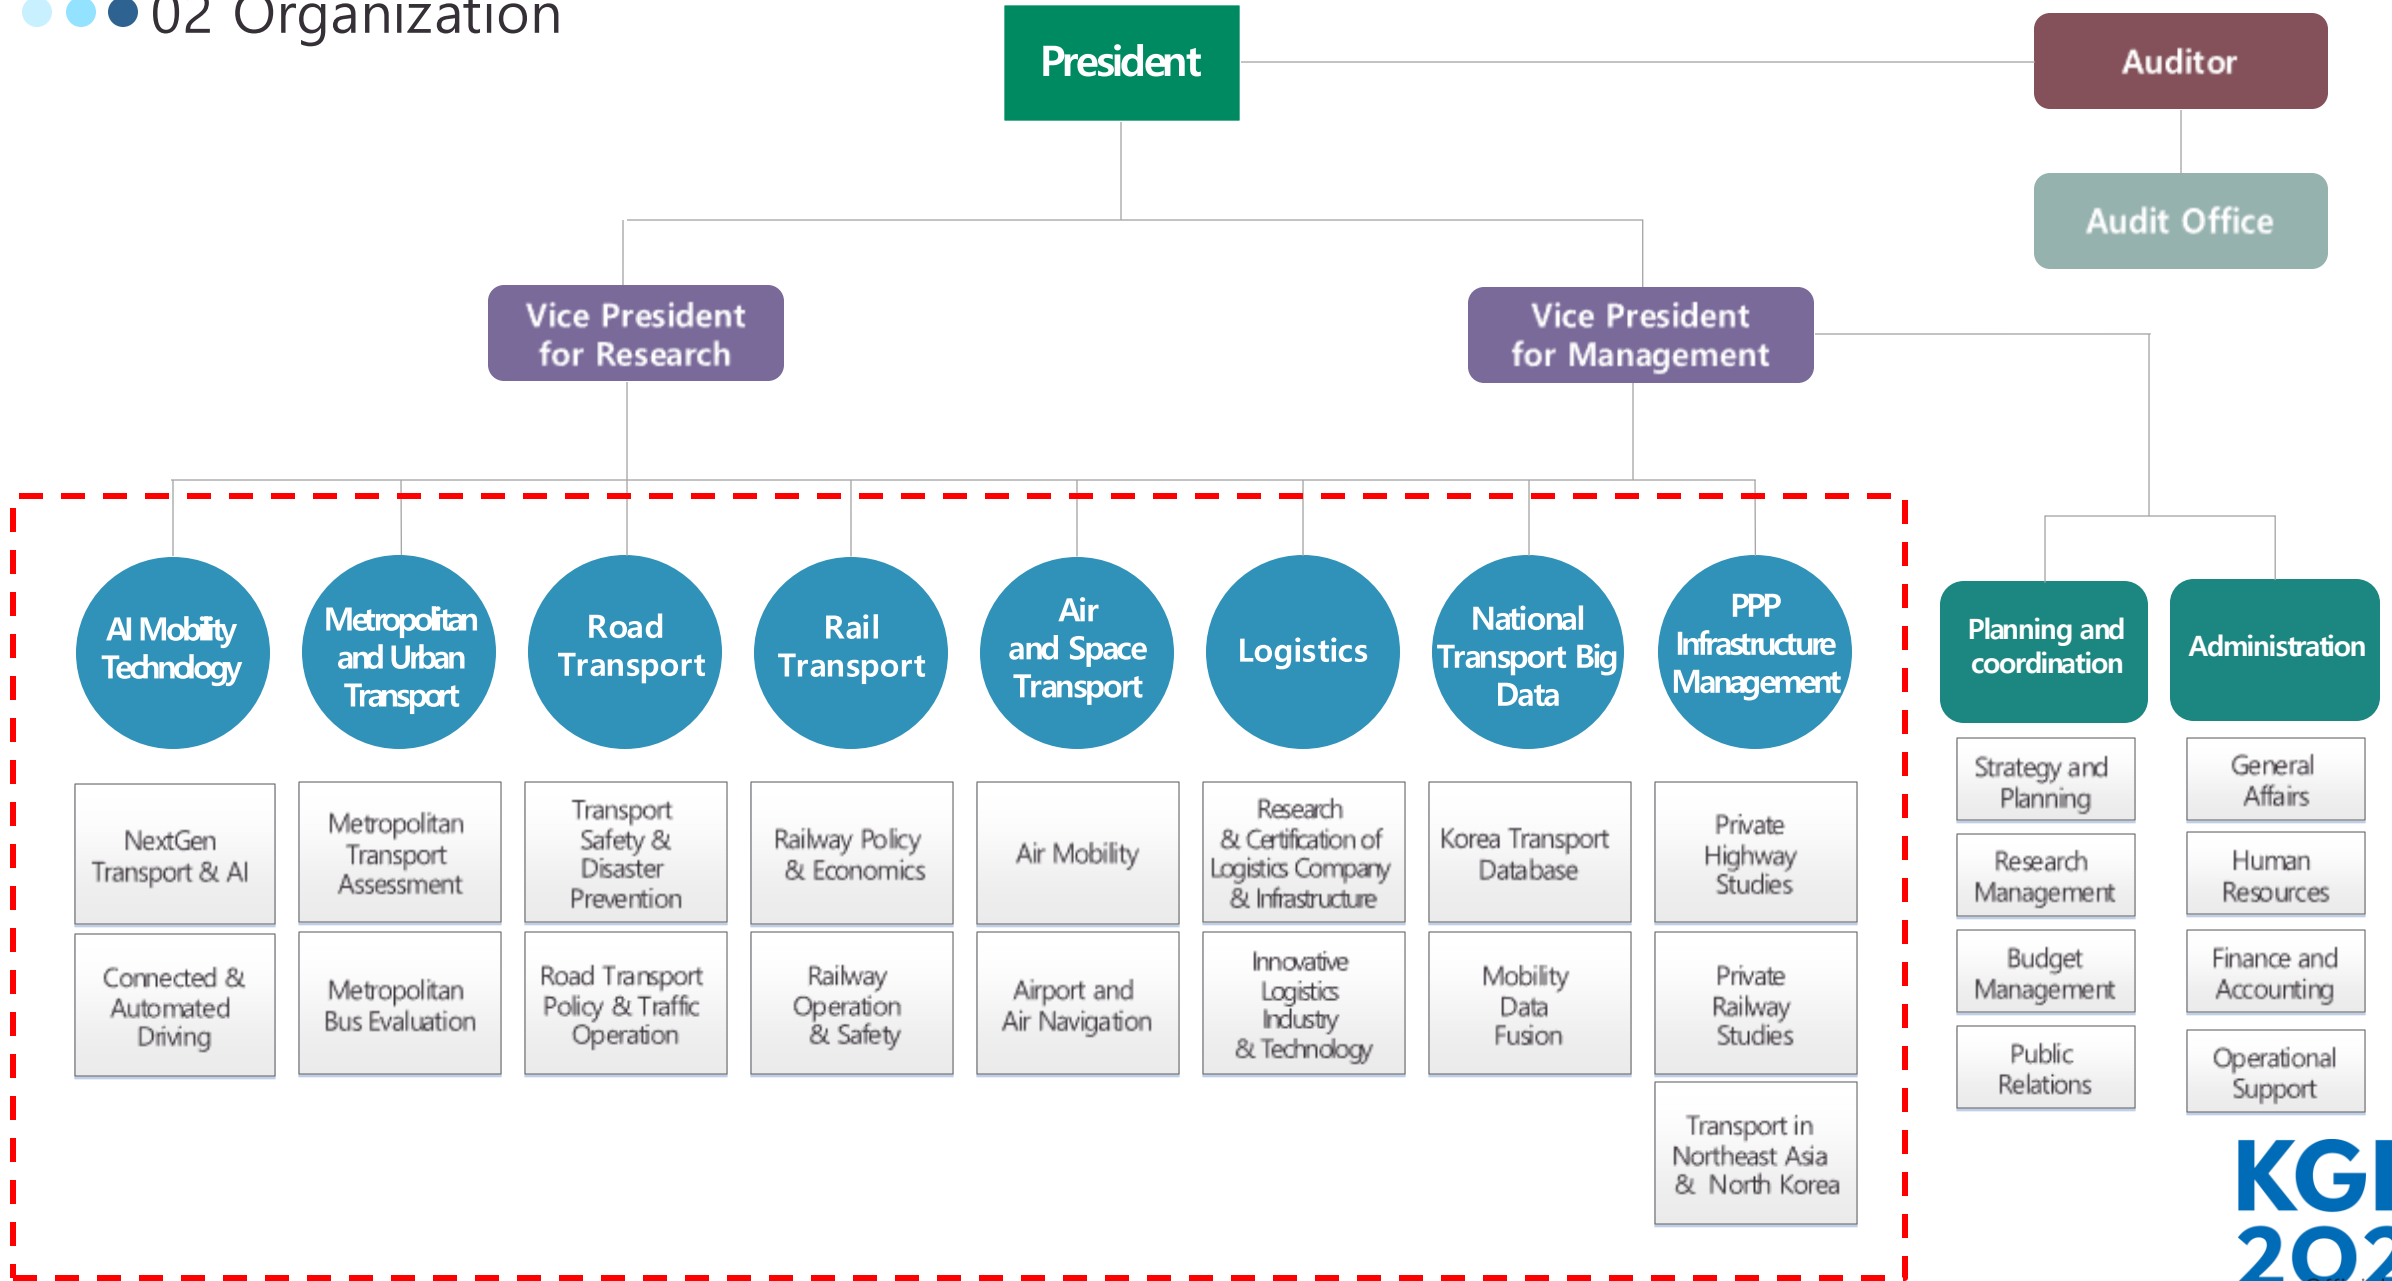 02 Organization
President
Auditor
Audit Office
Vice President
for Research
Vice President
for Management
AI Mobility
Technology
Metropolitan
and Urban
Transport
Road
Transport
Rail
Transport
Air
and Space
Transport
Logistics
National
Transport Big
Data
PPP
Infrastructure
Management
Planning and
coordination
Administration
NextGen
Transport & AI
Connected &
Automated
Driving
Metropolitan
Transport
Assessment
Metropolitan
Bus Evaluation
Transport
Safety &
Disaster
Prevention
Road Transport
Policy & Traffic
Operation
Railway Policy
& Economics
Railway
Operation
& Safety
Air Mobility
Airport and
Air Navigation
Research
& Certification of
Logistics Company
& Infrastructure
Innovative
Logistics
Industry
& Technology
Korea Transport
Database
Mobility
Data
Fusion
Private
Highway
Studies
Private
Railway
Studies
Transport in
Northeast Asia
& North Korea
Strategy and
Planning
Research
Management
Budget
Management
Public
Relations
General
Affairs
Human
Resources
Finance and
Accounting
Operational
Support